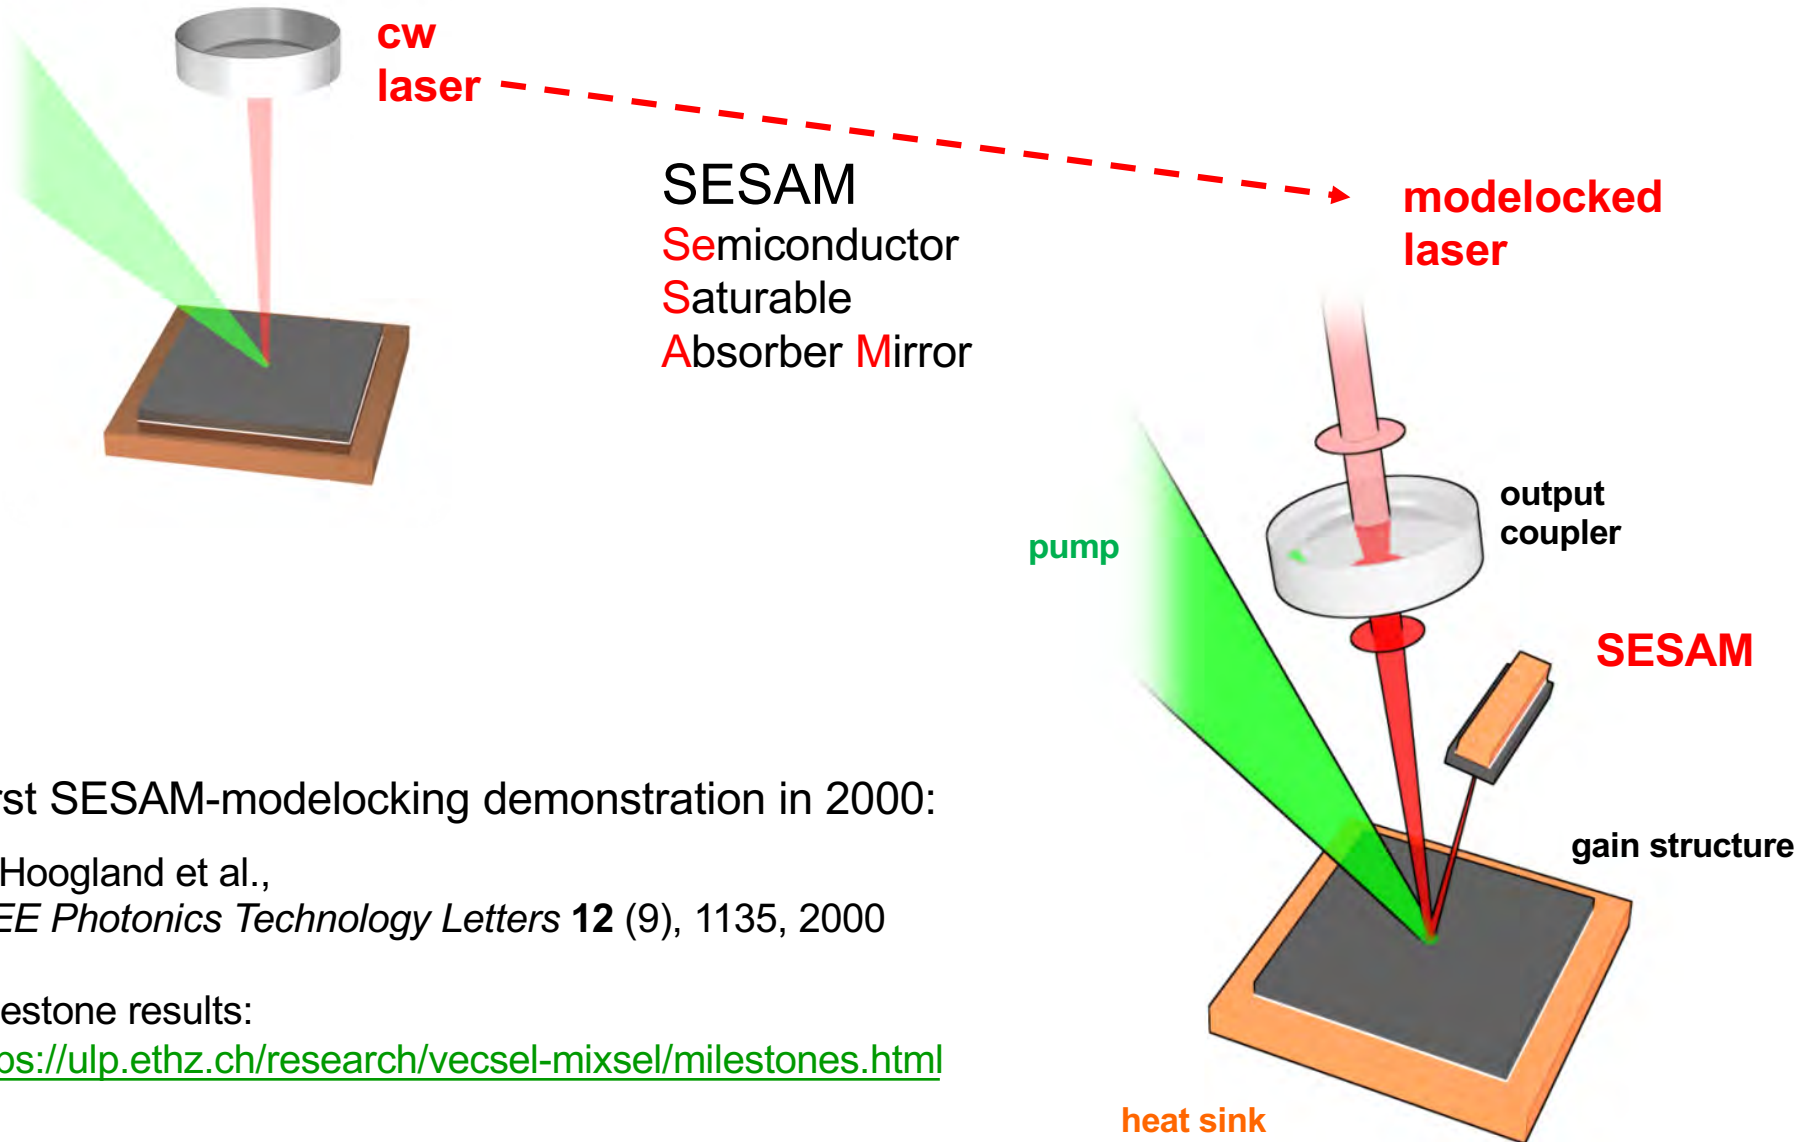 cw
laser
SESAM
Semiconductor
Saturable
Absorber Mirror
modelocked
laser
output
coupler
pump
SESAM
gain structure
heat sink
rst SESAM-modelocking demonstration in 2000:
Hoogland et al.,
EE Photonics Technology Letters 12 (9), 1135, 2000
estone results:
ps://ulp.ethz.ch/research/vecsel-mixsel/milestones.html